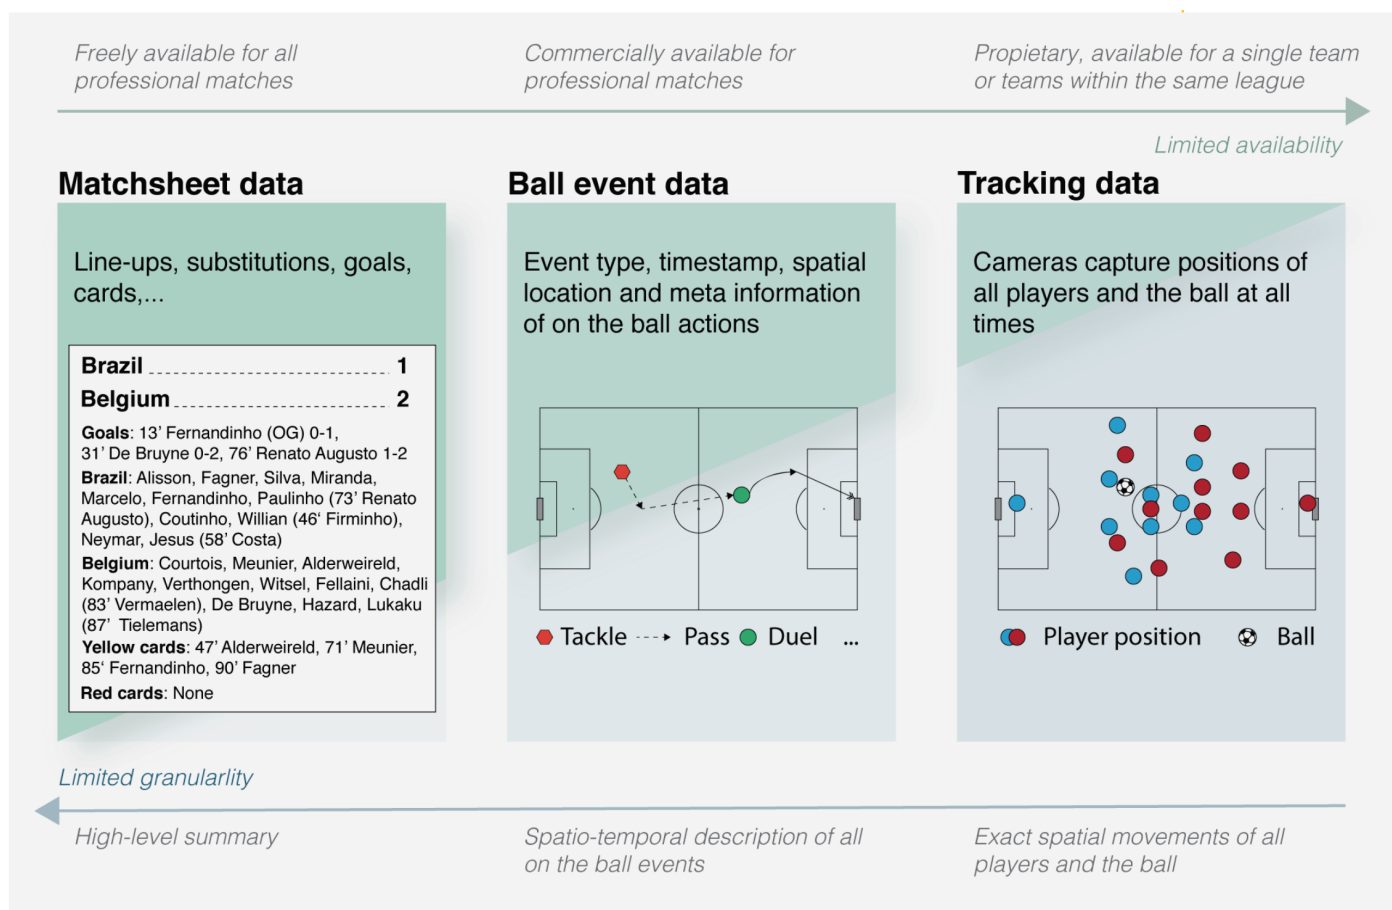 Freely available for all
professional matches
Commercially available for
professional matches
Propietary, available for a single team
or teams within the same league
Limited availability
Matchsheet data
Line-ups, substitutions, goals,
cards,...
Brazil 1
Belgium 2
Goals: 13’ Fernandinho (OG) 0-1,
31’ De Bruyne 0-2, 76’ Renato Augusto 1-2
Brazil: Alisson, Fagner, Silva, Miranda,
Marcelo, Fernandinho, Paulinho (73’ Renato
Augusto), Coutinho, Willian (46‘ Firminho),
Neymar, Jesus (58’ Costa)
Belgium: Courtois, Meunier, Alderweireld,
Kompany, Verthongen, Witsel, Fellaini, Chadli
(83’ Vermaelen), De Bruyne, Hazard, Lukaku
(87’ Tielemans)
Yellow cards: 47’ Alderweireld, 71’ Meunier,
85‘ Fernandinho, 90’ Fagner
Red cards: None
Ball event data
Event type, timestamp, spatial
location and meta information
of on the ball actions
Tackle Pass Duel ...
Tracking data
Cameras capture positions of
all players and the ball at all
times
Player position Ball
Limited granularlity
High-level summary
Spatio-temporal description of all
on the ball events
Exact spatial movements of all
players and the ball